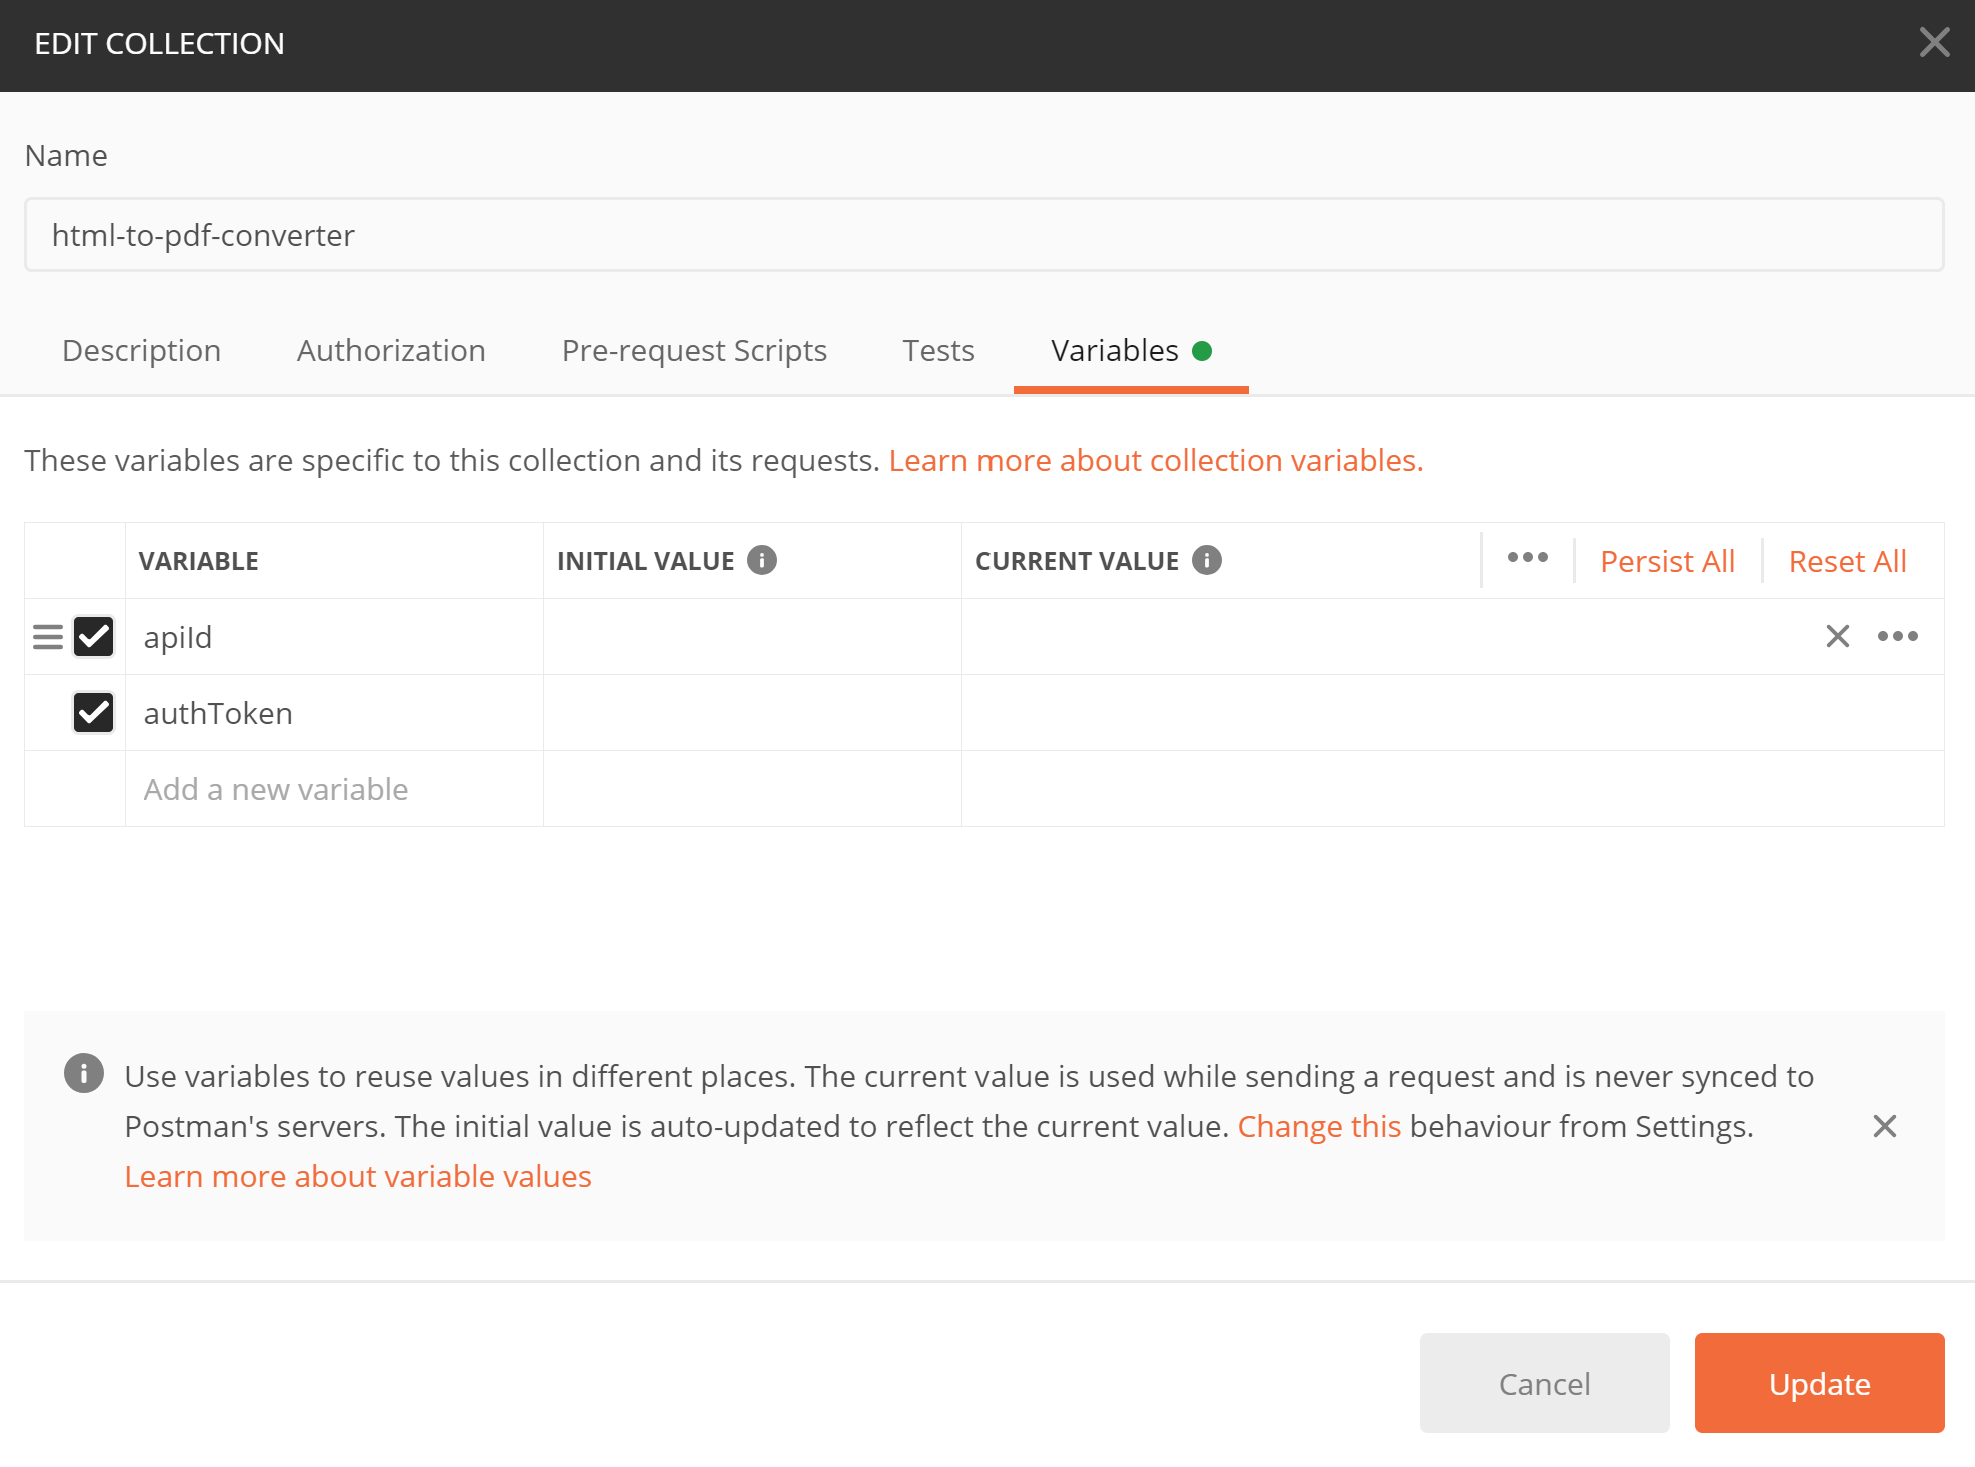 EDIT COLLECTION
Name
html-to-pdf-converter
Description Authorization Pre-request Scripts Tests Variables
These variables are specific to this collection and its requests. Learn more about collection variables.
VARIABLE INITIAL VALUE CURRENT VALUE Persist All Reset All
apiId
authToken
Add a new variable
Use variables to reuse values in different places. The current value is used while sending a request and is never synced to
Postman's servers. The initial value is auto-updated to reflect the current value. Change this behaviour from Settings.
Learn more about variable values
Cancel Update